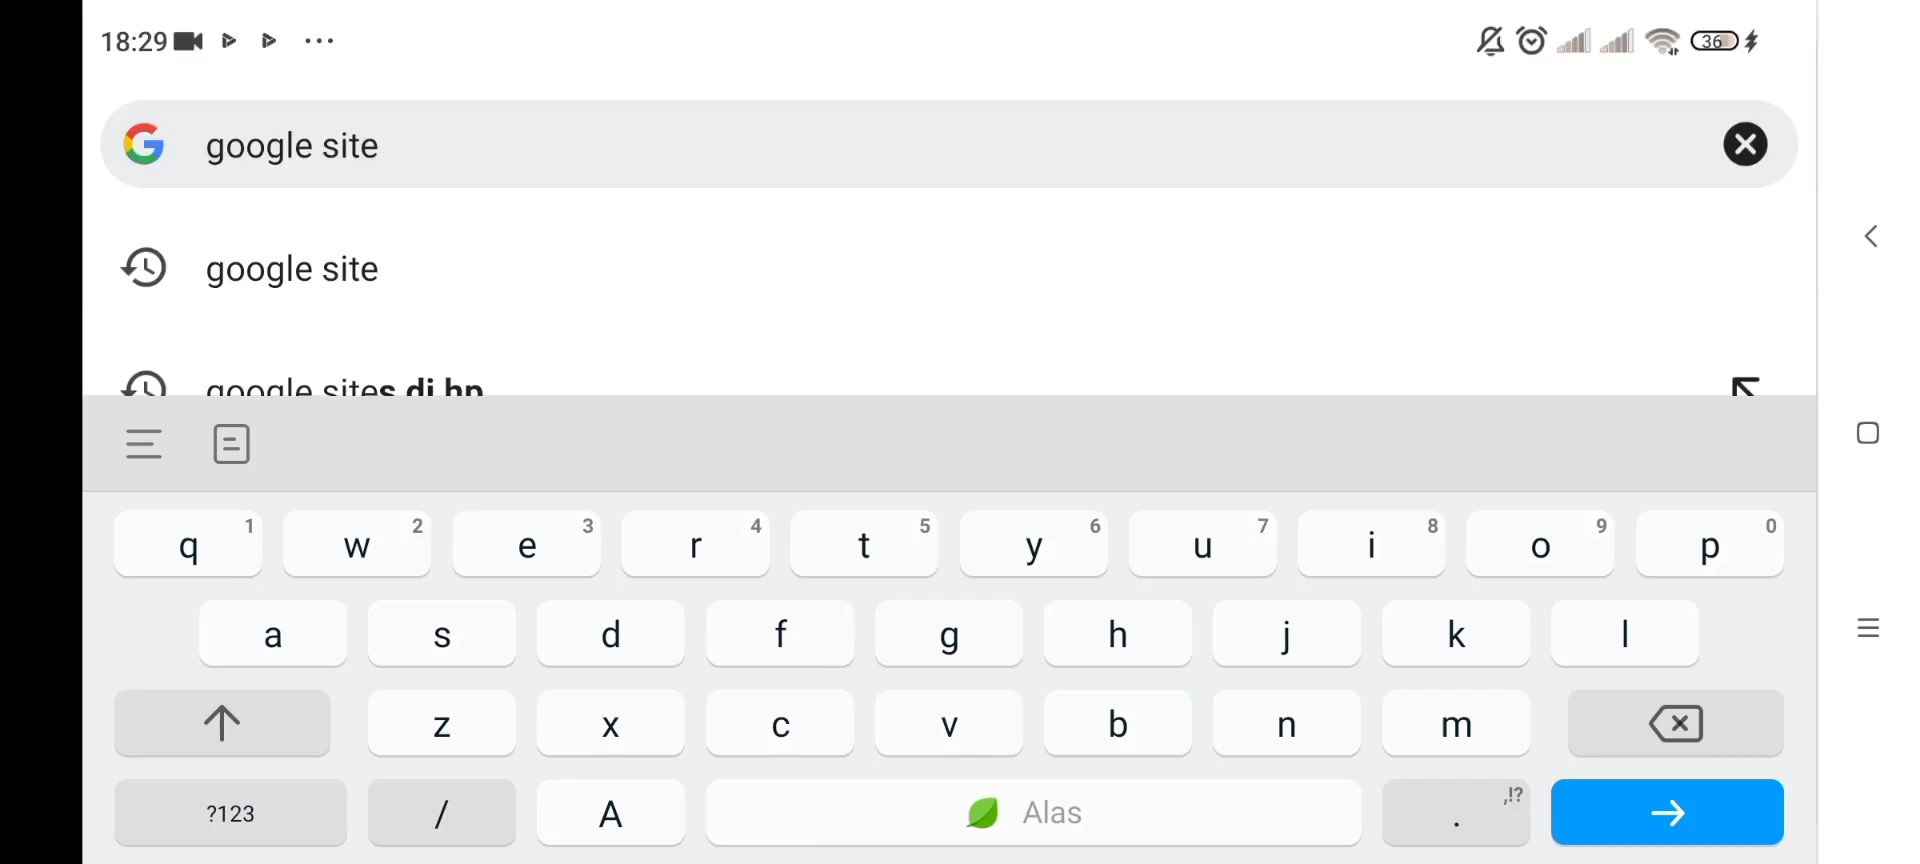 18:29
36
google site
google site
google sites di hp
q 1 w 2 e 3 r 4 t 5 y 6 u 7 i 8 o 9 p 0
a s d f g h j k l
z x c v b n m
?123 / A Alas . ,!?